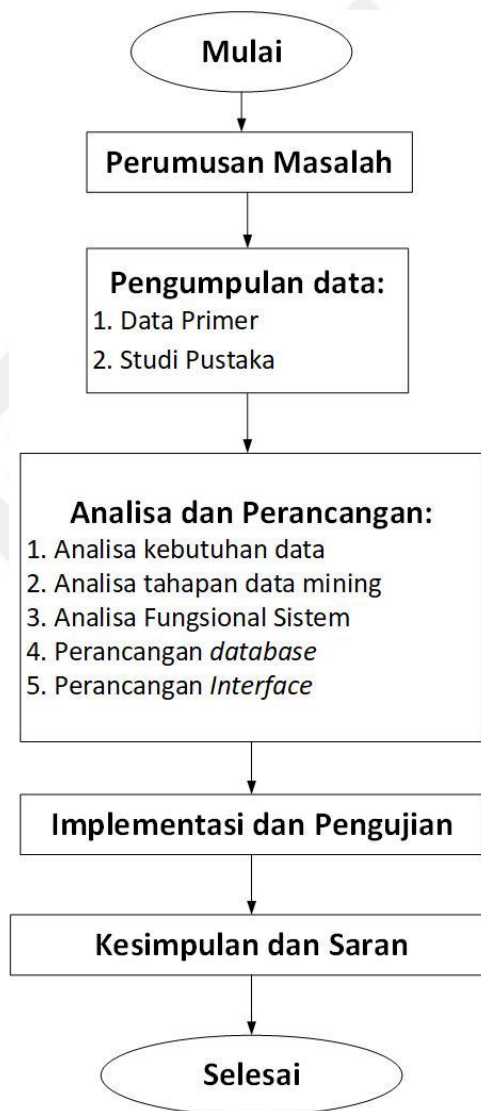 Mulai
Perumusan Masalah
Pengumpulan data:
1. Data Primer
2. Studi Pustaka
Analisa dan Perancangan:
1. Analisa kebutuhan data
2. Analisa tahapan data mining
3. Analisa Fungsional Sistem
4. Perancangan database
5. Perancangan Interface
Implementasi dan Pengujian
Kesimpulan dan Saran
Selesai